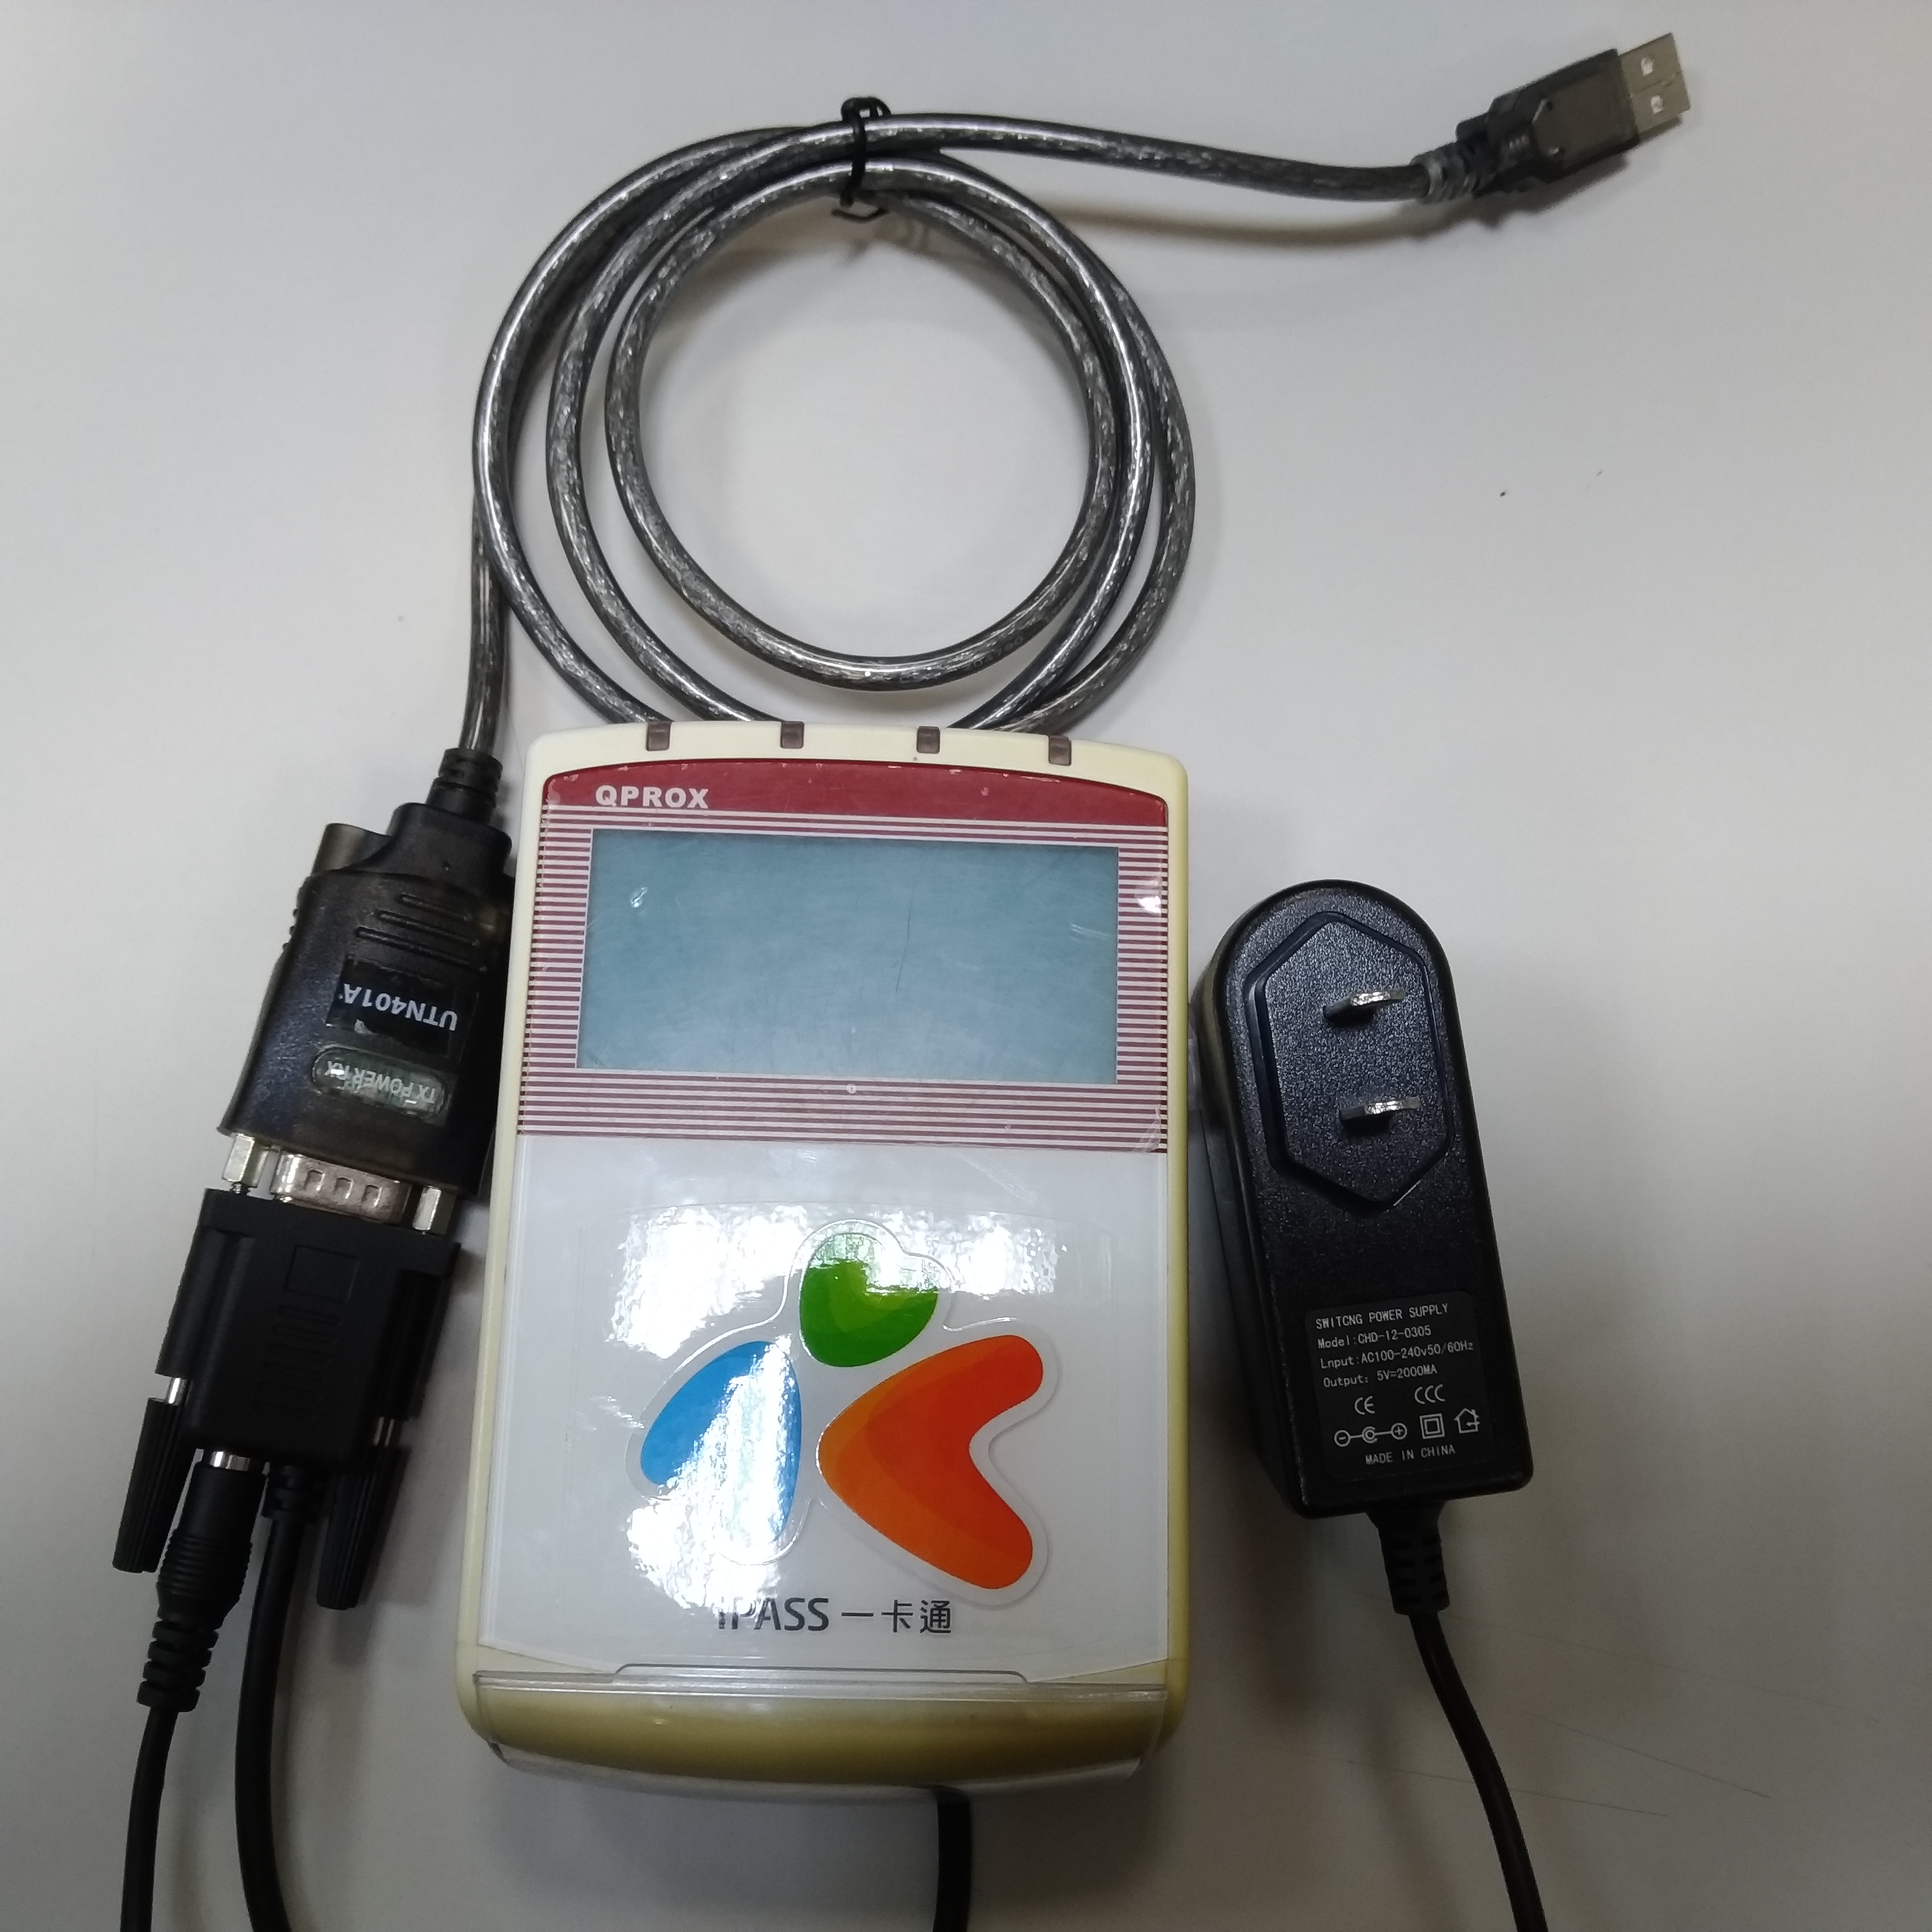 QPROX
UTN401A
TX POWER RX
iPASS 一卡通
SWITCNG POWER SUPPLY
Model:CHD-12-0305
Lnput:AC100-240v50/60Hz
Output: 5V=2000MA
CE CCC
MADE IN CHINA